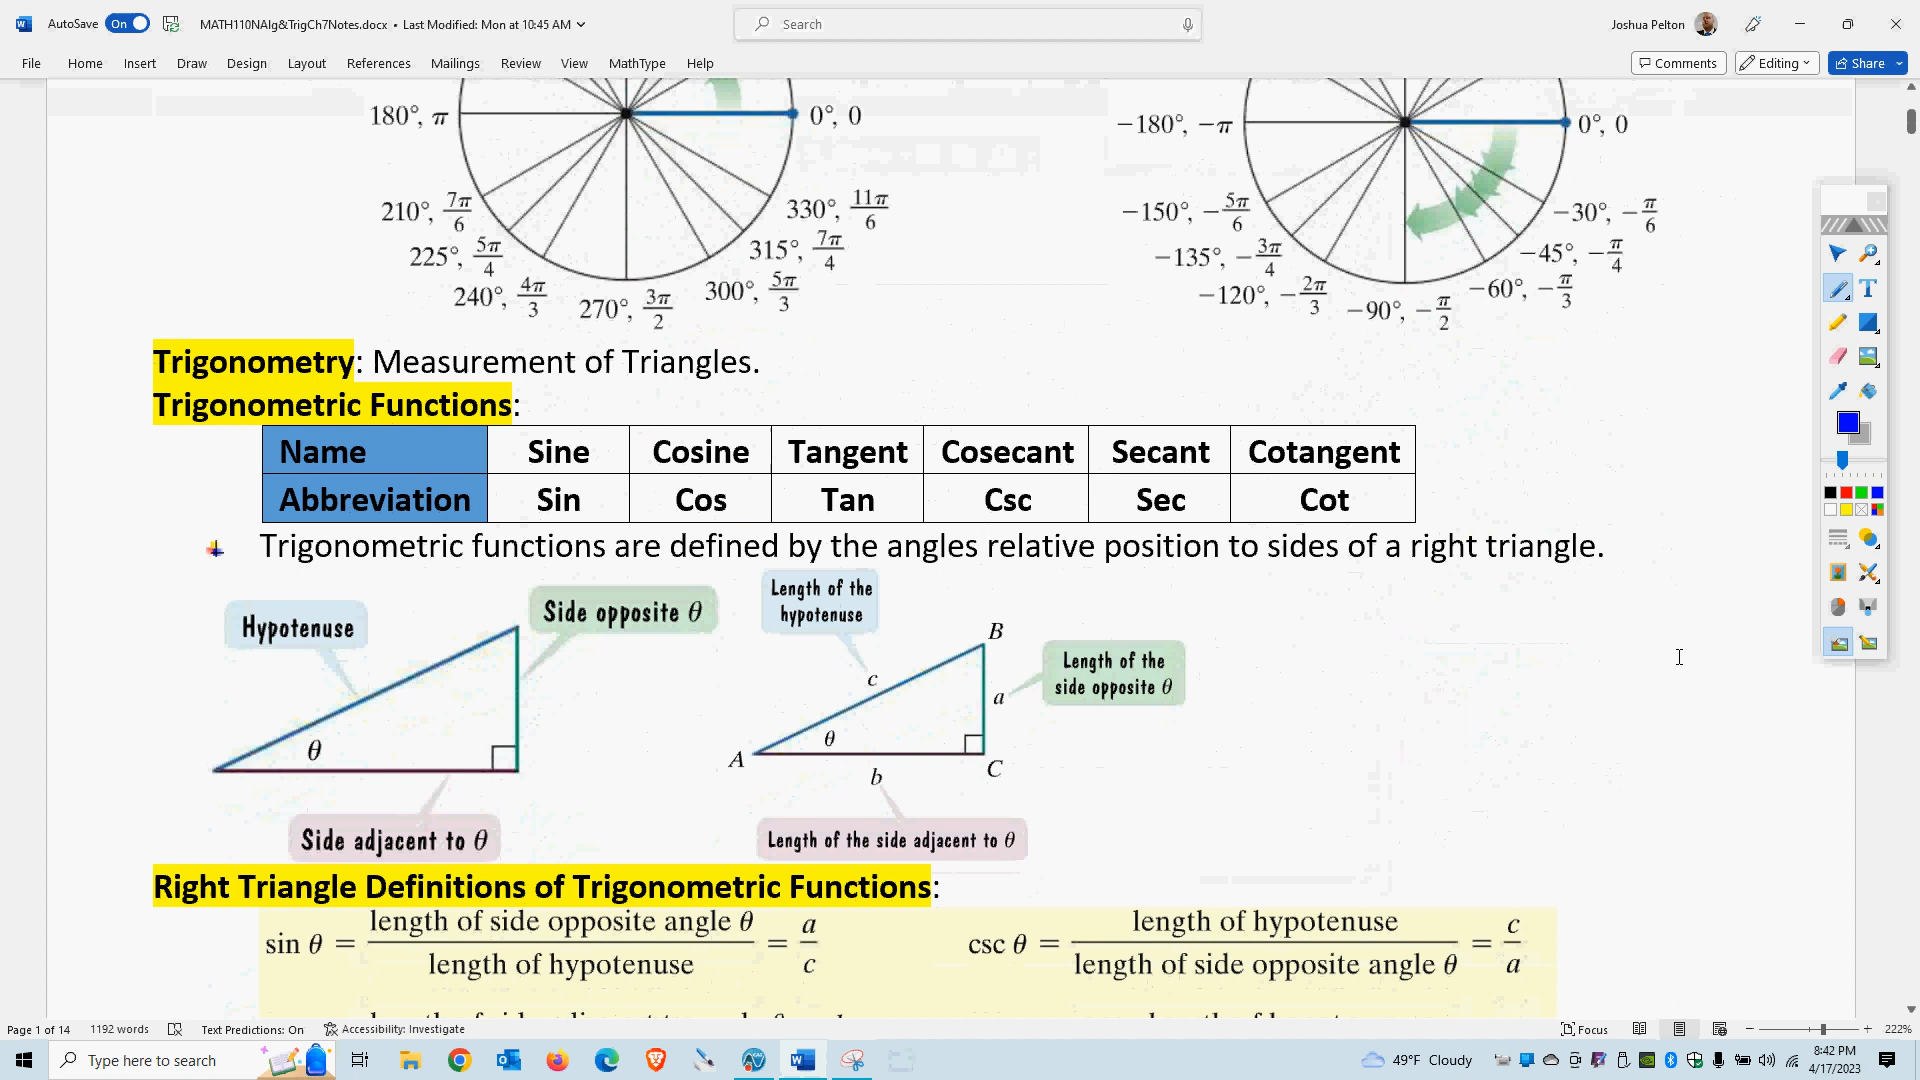 AutoSave On MATH110NAlg&TrigCh7Notes.docx • Last Modified: Mon at 10:45 AM Search Joshua Pelton
File Home Insert Draw Design Layout References Mailings Review View MathType Help Comments Editing Share
180°, π 0°, 0 −180°, −π 0°, 0
210°, 7π/6 330°, 11π/6 −150°, −5π/6 −30°, −π/6
225°, 5π/4 315°, 7π/4 −135°, −3π/4 −45°, −π/4
240°, 4π/3 270°, 3π/2 300°, 5π/3 −120°, −2π/3 −90°, −π/2 −60°, −π/3
Trigonometry: Measurement of Triangles.
Trigonometric Functions:
Name Sine Cosine Tangent Cosecant Secant Cotangent
Abbreviation Sin Cos Tan Csc Sec Cot
Trigonometric functions are defined by the angles relative position to sides of a right triangle.
Hypotenuse
Side opposite θ
θ
Side adjacent to θ
Length of the
hypotenuse
B
c
a
Length of the
side opposite θ
A
θ
b
C
Length of the side adjacent to θ
Right Triangle Definitions of Trigonometric Functions:
sin θ = length of side opposite angle θ / length of hypotenuse = a/c
csc θ = length of hypotenuse / length of side opposite angle θ = c/a
Page 1 of 14 1192 words Text Predictions: On Accessibility: Investigate Focus 222%
Type here to search 49°F Cloudy 8:42 PM
4/17/2023